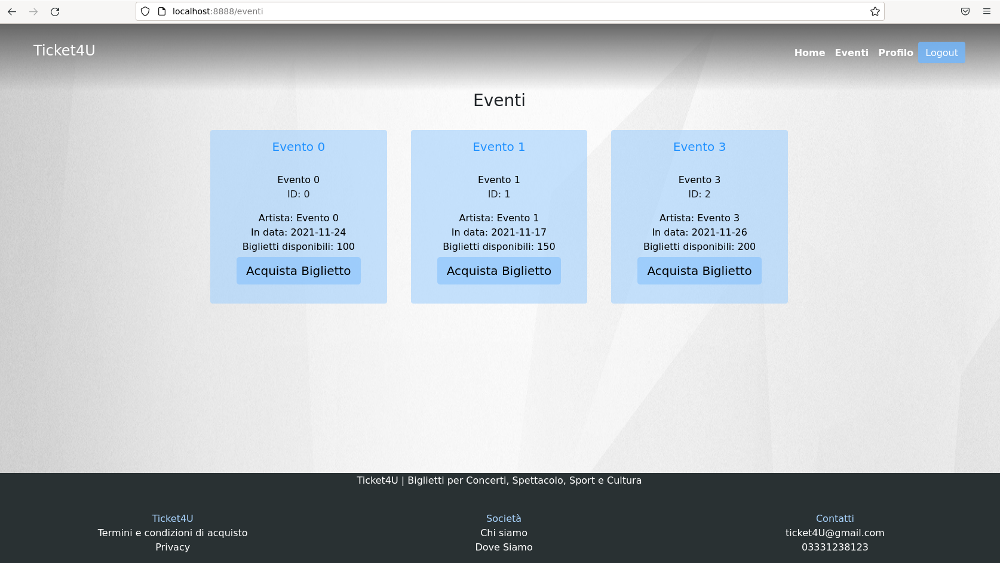 localhost:8888/eventi
Ticket4U
Home Eventi Profilo Logout
Eventi
Evento 0
Evento 0
ID: 0
Artista: Evento 0
In data: 2021-11-24
Biglietti disponibili: 100
Acquista Biglietto
Evento 1
Evento 1
ID: 1
Artista: Evento 1
In data: 2021-11-17
Biglietti disponibili: 150
Acquista Biglietto
Evento 3
Evento 3
ID: 2
Artista: Evento 3
In data: 2021-11-26
Biglietti disponibili: 200
Acquista Biglietto
Ticket4U | Biglietti per Concerti, Spettacolo, Sport e Cultura
Ticket4U
Termini e condizioni di acquisto
Privacy
Società
Chi siamo
Dove Siamo
Contatti
ticket4U@gmail.com
03331238123